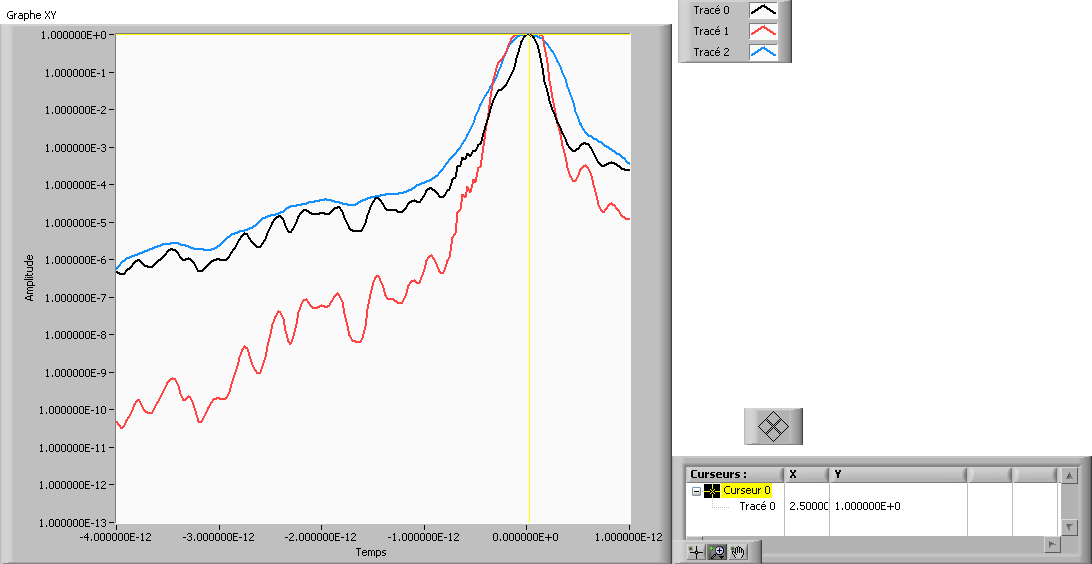 Graphe XY
Tracé 0
Tracé 1
Tracé 2
1.000000E+0
1.000000E-1
1.000000E-2
1.000000E-3
1.000000E-4
1.000000E-5
1.000000E-6
1.000000E-7
1.000000E-8
1.000000E-9
1.000000E-10
1.000000E-11
1.000000E-12
1.000000E-13
Amplitude
-4.000000E-12 -3.000000E-12 -2.000000E-12 -1.000000E-12 0.000000E+0 1.000000E-12
Temps
Curseurs : X Y
Curseur 0
Tracé 0 2.50000 1.000000E+0